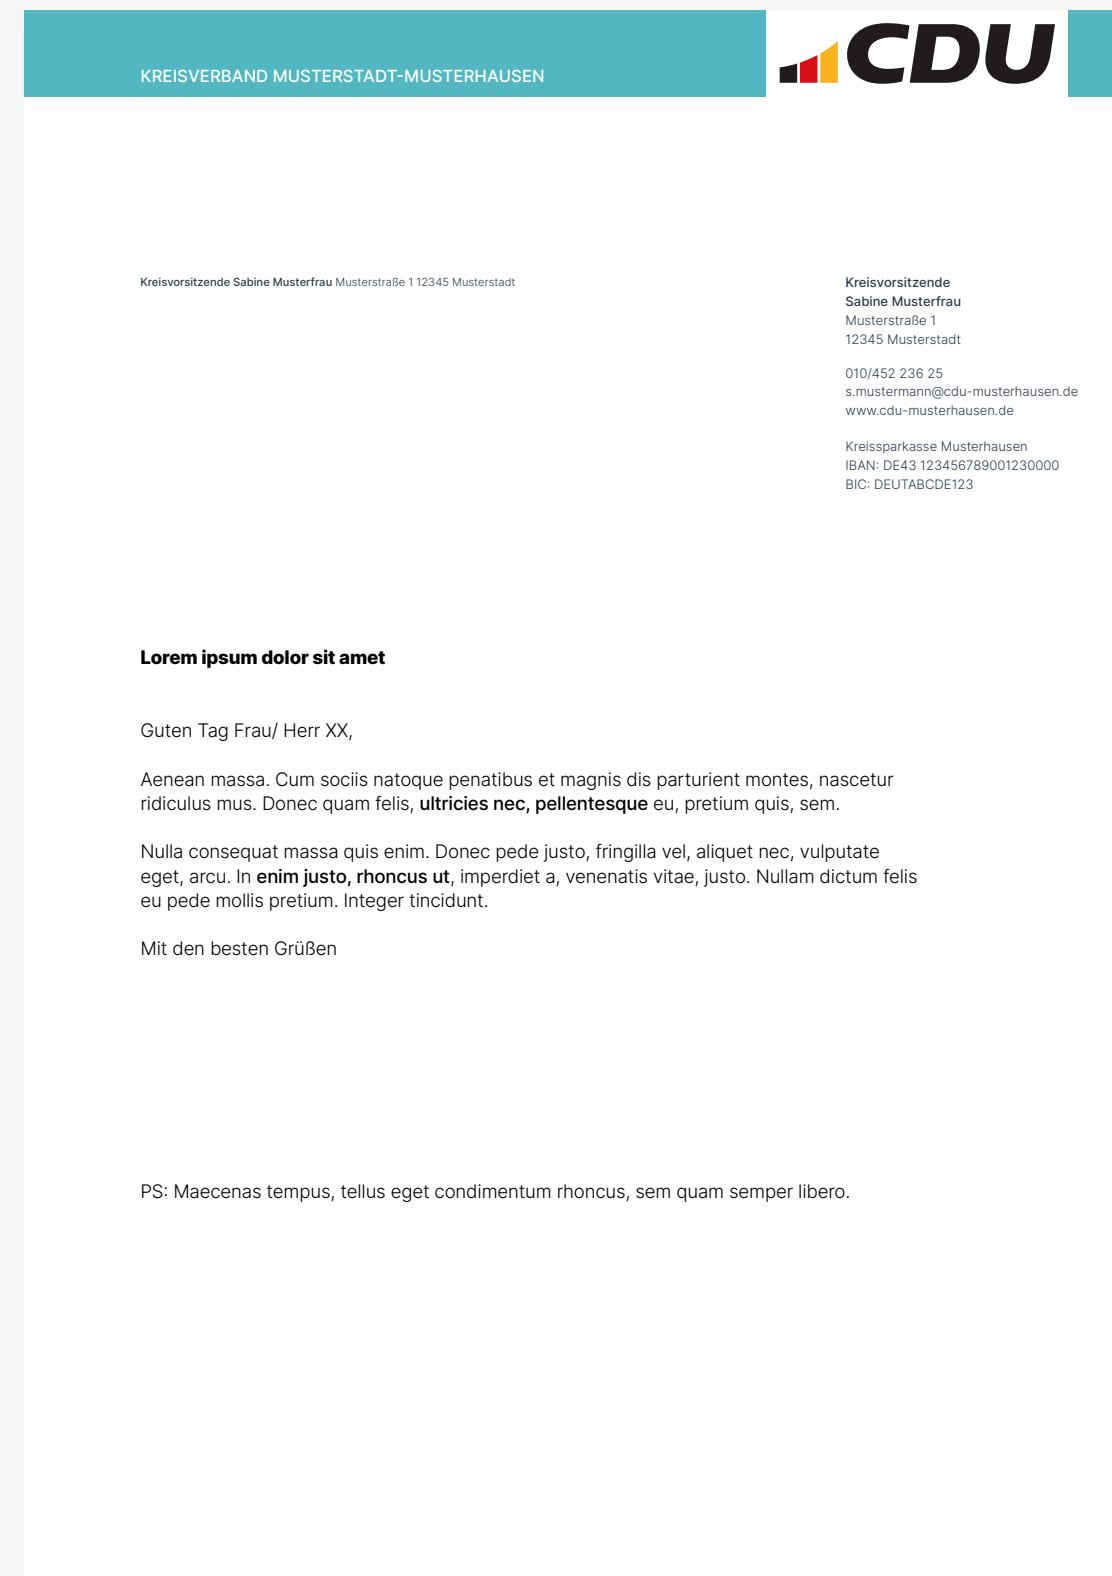 KREISVERBAND MUSTERSTADT-MUSTERHAUSEN
CDU
Kreisvorsitzende Sabine Musterfrau Musterstraße 1 12345 Musterstadt
Kreisvorsitzende
Sabine Musterfrau
Musterstraße 1
12345 Musterstadt
010/452 236 25
s.mustermann@cdu-musterhausen.de
www.cdu-musterhausen.de
Kreissparkasse Musterhausen
IBAN: DE43 123456789001230000
BIC: DEUTABCDE123
Lorem ipsum dolor sit amet
Guten Tag Frau/ Herr XX,
Aenean massa. Cum sociis natoque penatibus et magnis dis parturient montes, nascetur
ridiculus mus. Donec quam felis, ultricies nec, pellentesque eu, pretium quis, sem.
Nulla consequat massa quis enim. Donec pede justo, fringilla vel, aliquet nec, vulputate
eget, arcu. In enim justo, rhoncus ut, imperdiet a, venenatis vitae, justo. Nullam dictum felis
eu pede mollis pretium. Integer tincidunt.
Mit den besten Grüßen
PS: Maecenas tempus, tellus eget condimentum rhoncus, sem quam semper libero.